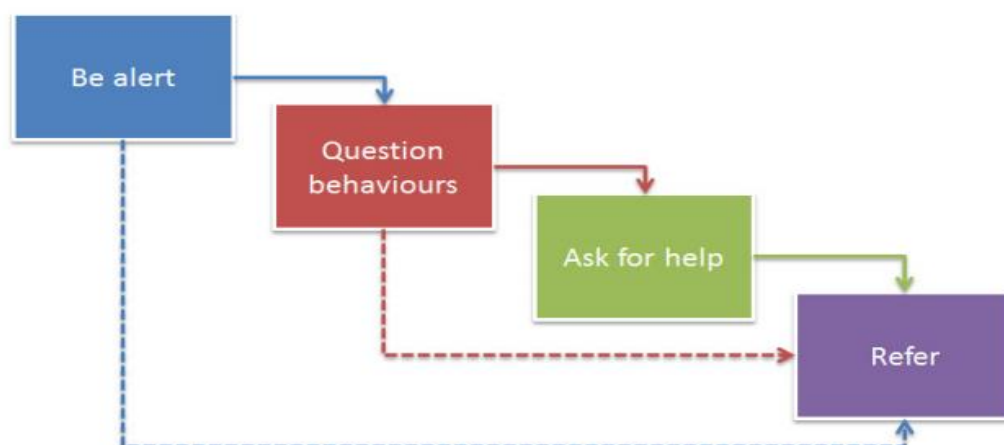 Be alert
Question
behaviours
Ask for help
Refer